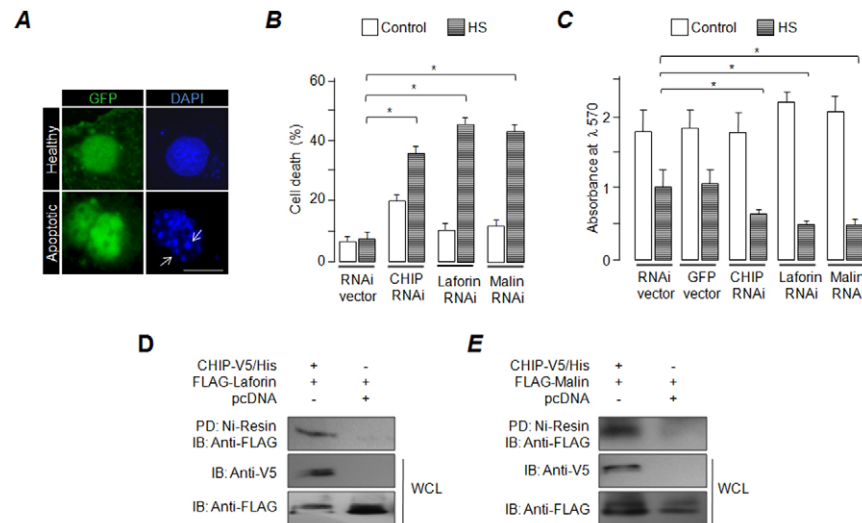 A
GFP DAPI
Healthy
Apoptotic
B
Control HS
Cell death (%)
60
40
20
0
* 
*
*
RNAi vector
CHIP RNAi
Laforin RNAi
Malin RNAi
C
Control HS
Absorbance at λ 570
2
1
0
*
*
*
RNAi vector
GFP vector
CHIP RNAi
Laforin RNAi
Malin RNAi
D
CHIP-V5/His + -
FLAG-Laforin + +
pcDNA - +
PD: Ni-Resin
IB: Anti-FLAG
IB: Anti-V5
IB: Anti-FLAG
WCL
E
CHIP-V5/His + -
FLAG-Malin + +
pcDNA - +
PD: Ni-Resin
IB: Anti-FLAG
IB: Anti-V5
IB: Anti-FLAG
WCL